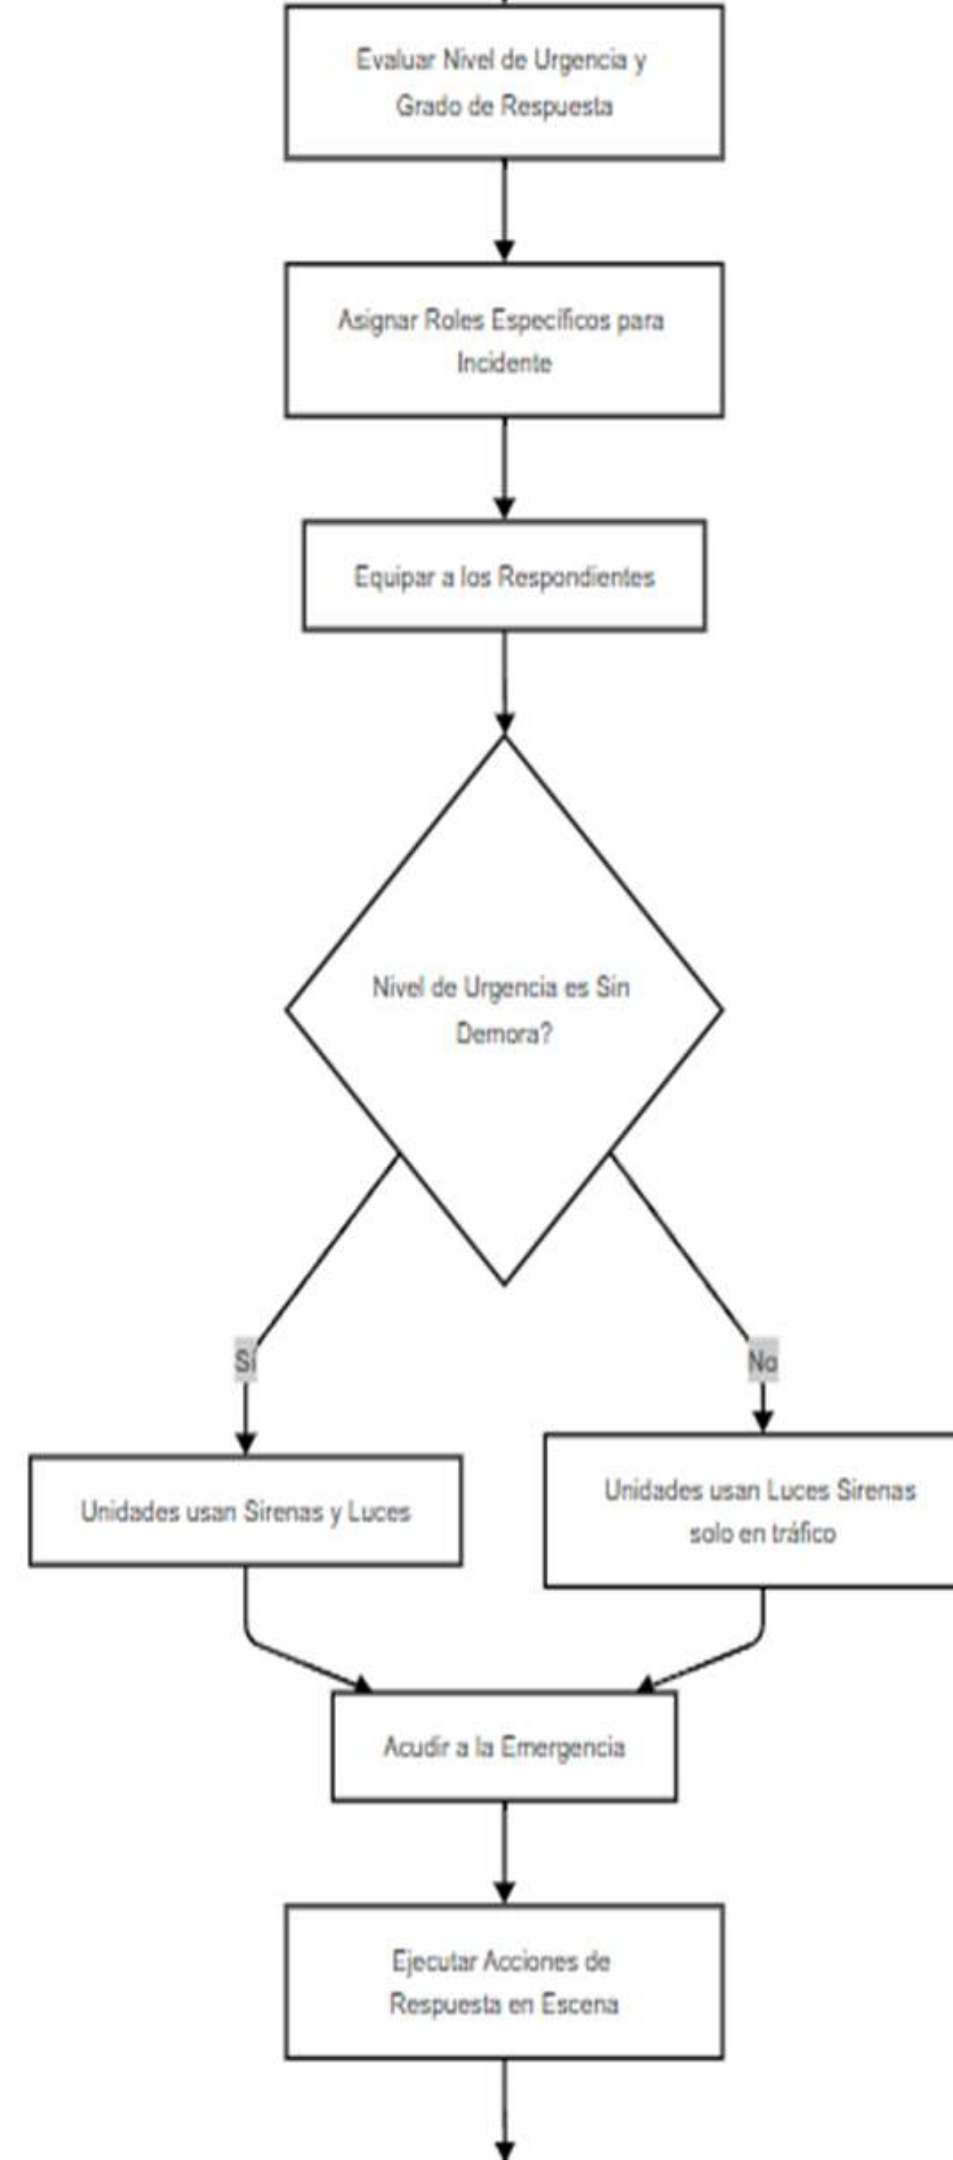 Evaluar Nivel de Urgencia y
Grado de Respuesta
Asignar Roles Específicos para
Incidente
Equipar a los Respondientes
Nivel de Urgencia es Sin
Demora?
Sí
No
Unidades usan Sirenas y Luces
Unidades usan Luces Sirenas
solo en tráfico
Acudir a la Emergencia
Ejecutar Acciones de
Respuesta en Escena